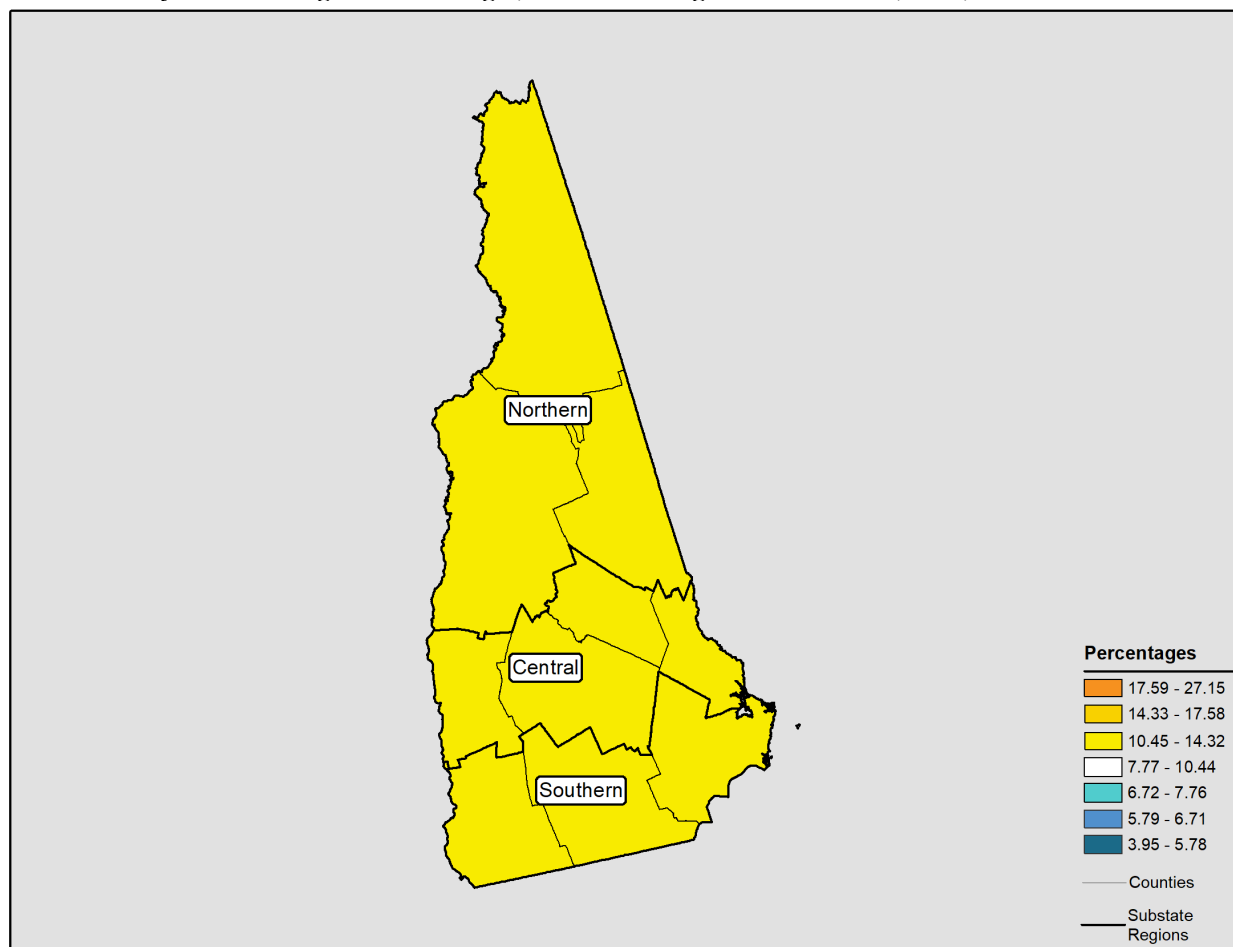 Northern
Central
Southern
Percentages
17.59 - 27.15
14.33 - 17.58
10.45 - 14.32
7.77 - 10.44
6.72 - 7.76
5.79 - 6.71
3.95 - 5.78
Counties
Substate
Regions